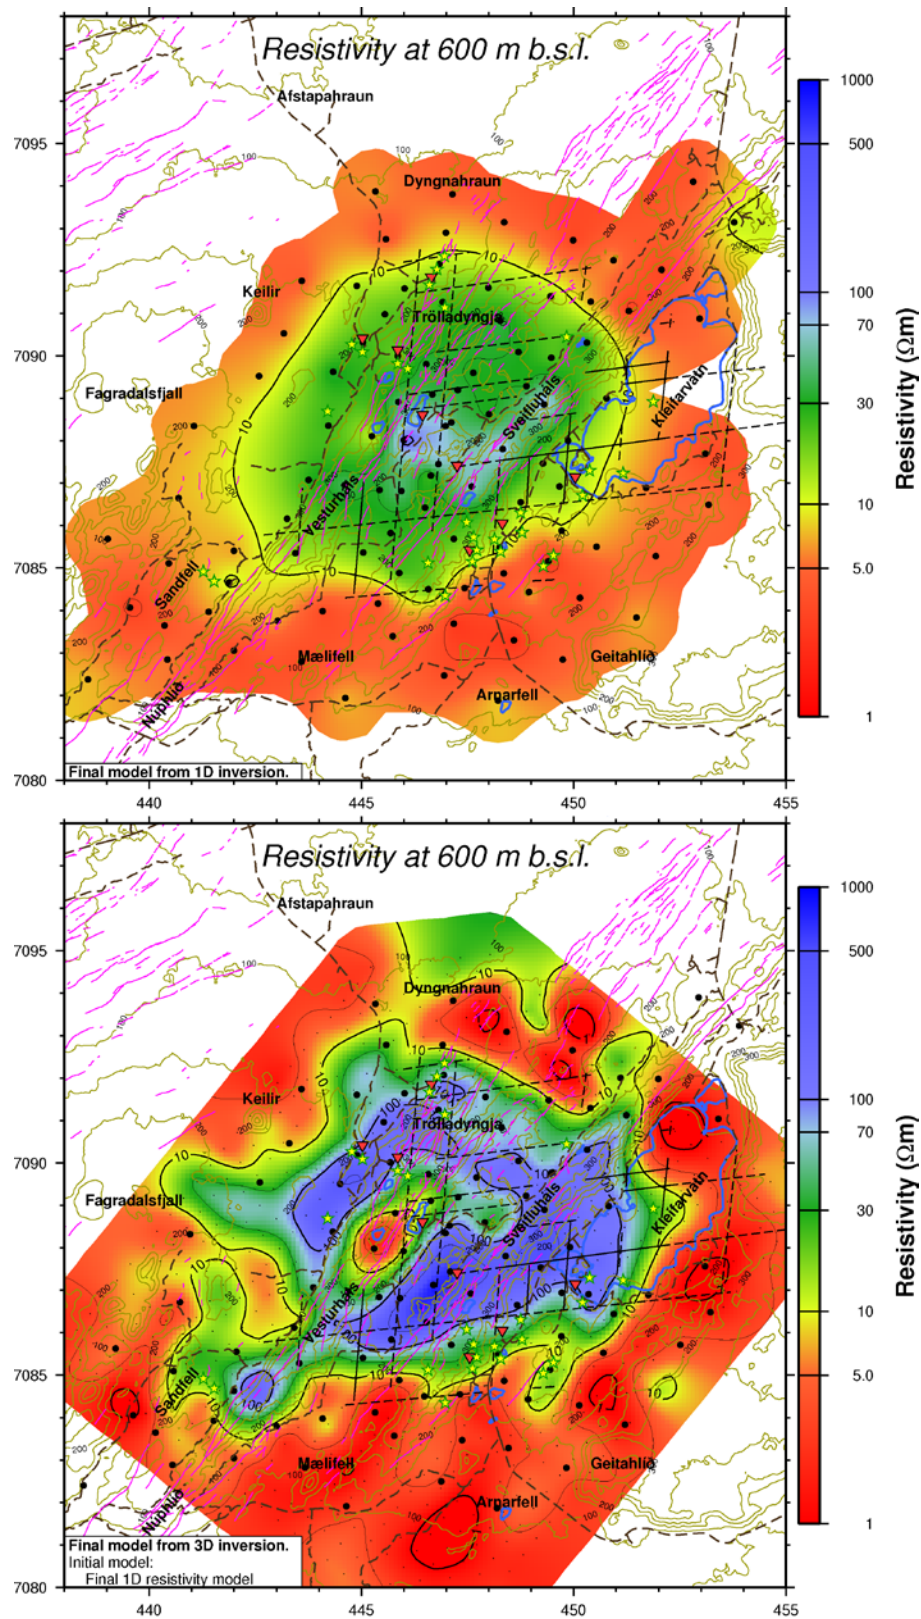 Resistivity at 600 m b.s.l.
Afstapahraun
Dyngnahraun
Keilir
Trölladyngja
Fagradalsfjall
Sveifluháls
Kleifarvatn
Vesturháls
Sandfell
Mælifell
Geitahlíð
Núphlíð
Arnarfell
Final model from 1D inversion.
7095
7090
7085
7080
440
445
450
455
1000
500
100
70
30
10
5.0
1
Resistivity (Ωm)
Resistivity at 600 m b.s.l.
Afstapahraun
Dyngnahraun
Keilir
Trölladyngja
Fagradalsfjall
Sveifluháls
Kleifarvatn
Vesturháls
Sandfell
Mælifell
Geitahlíð
Núphlíð
Arnarfell
Final model from 3D inversion.
Initial model:
Final 1D resistivity model
7095
7090
7085
7080
440
445
450
455
1000
500
100
70
30
10
5.0
1
Resistivity (Ωm)